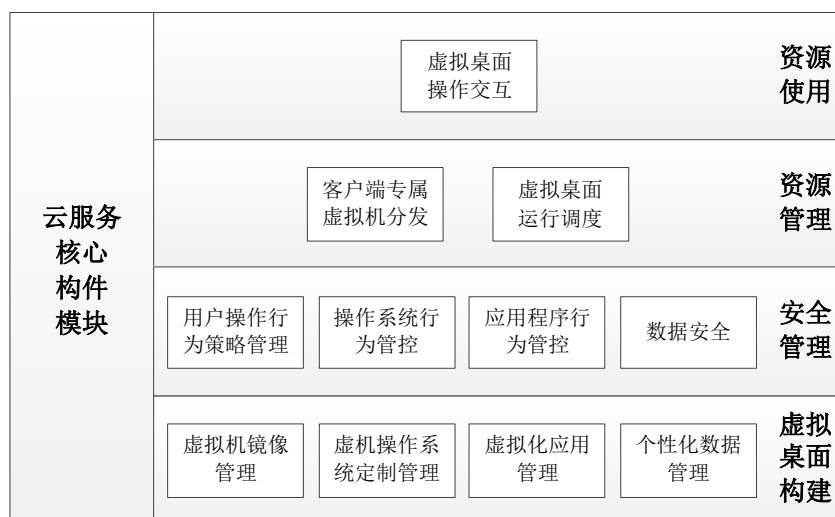 云服务
核心
构件
模块
虚拟桌面
操作交互
资源
使用
客户端专属
虚拟机分发
虚拟桌面
运行调度
资源
管理
用户操作行
为策略管理
操作系统行
为管控
应用程序行
为管控
数据安全
安全
管理
虚拟机镜像
管理
虚机操作系
统定制管理
虚拟化应用
管理
个性化数据
管理
虚拟
桌面
构建